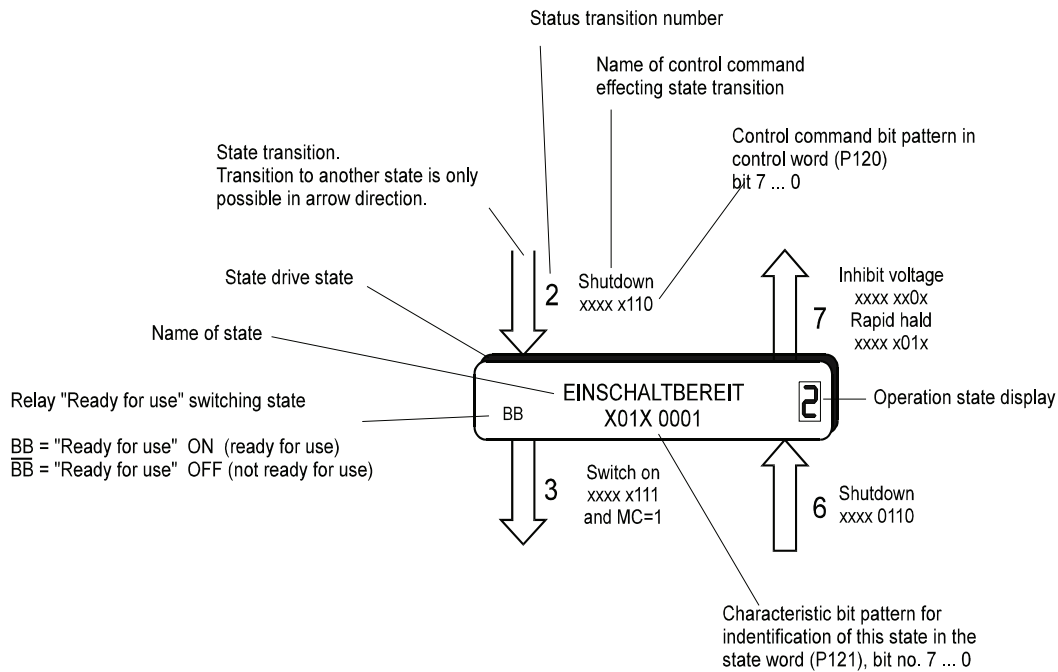 Status transition number
Name of control command
effecting state transition
Control command bit pattern in
control word (P120)
bit 7 ... 0
State transition.
Transition to another state is only
possible in arrow direction.
State drive state
2
Shutdown
xxxx x110
Inhibit voltage
xxxx xx0x
7
Rapid hald
xxxx x01x
Name of state
Relay "Ready for use" switching state
BB = "Ready for use" ON (ready for use)
B̅B̅ = "Ready for use" OFF (not ready for use)
BB
EINSCHALTBEREIT
X01X 0001
2
Operation state display
3
Switch on
xxxx x111
and MC=1
6
Shutdown
xxxx 0110
Characteristic bit pattern for
indentification of this state in the
state word (P121), bit no. 7 ... 0